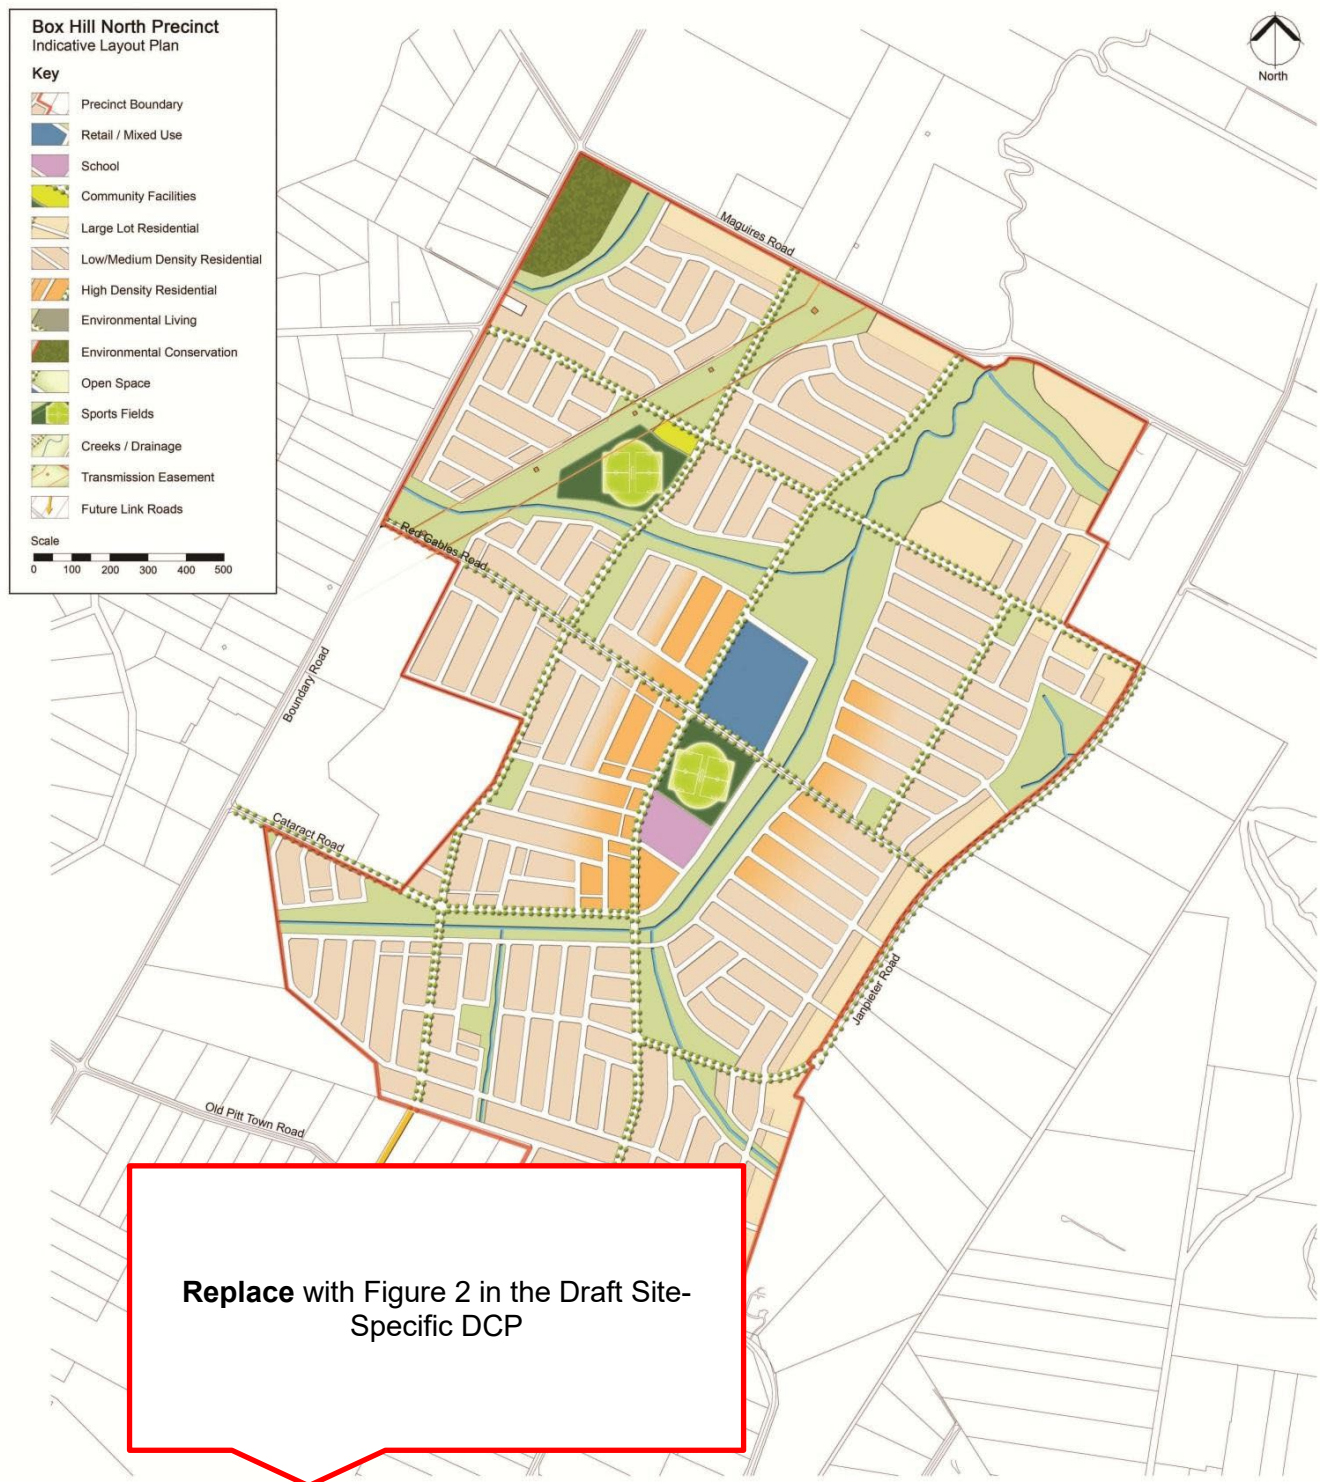 Box Hill North Precinct
Indicative Layout Plan
Key
Precinct Boundary
Retail / Mixed Use
School
Community Facilities
Large Lot Residential
Low/Medium Density Residential
High Density Residential
Environmental Living
Environmental Conservation
Open Space
Sports Fields
Creeks / Drainage
Transmission Easement
Future Link Roads
Scale
0 100 200 300 400 500
North
Maguires Road
Red Gables Road
Boundary Road
Cataract Road
Janpieter Road
Old Pitt Town Road
Replace with Figure 2 in the Draft Site-
Specific DCP